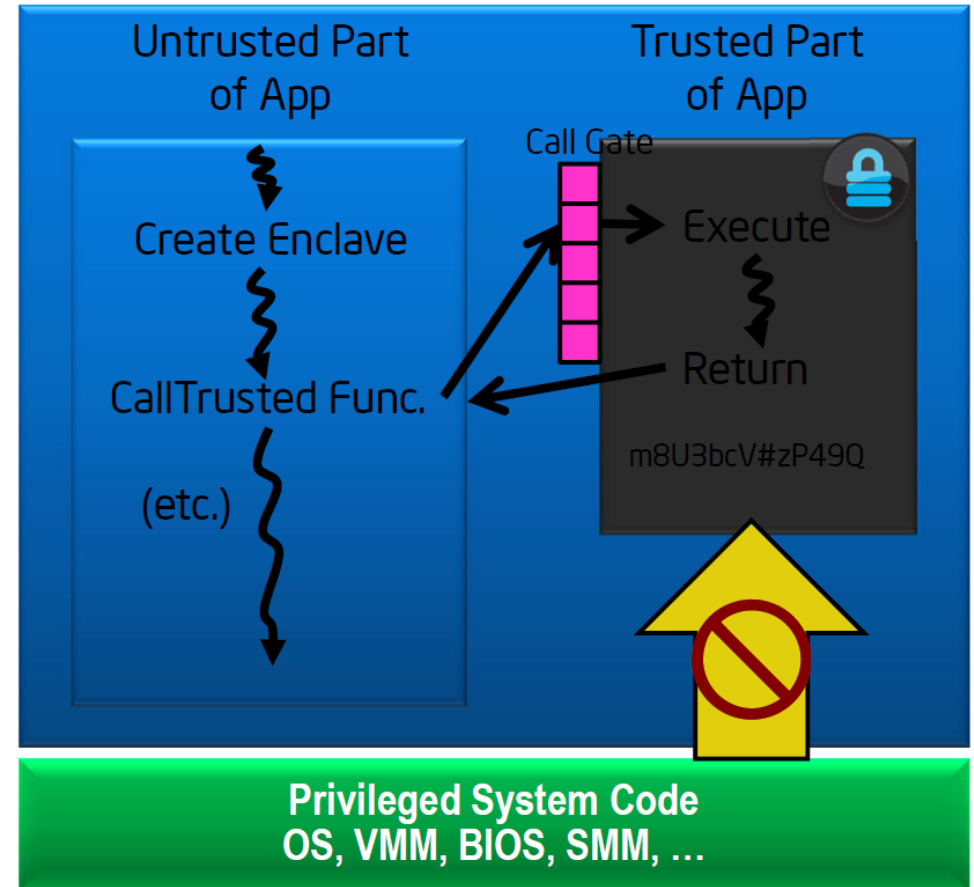 Untrusted Part
of App
Trusted Part
of App
Call Gate
Create Enclave
Execute
CallTrusted Func.
Return
m8U3bcV#zP49Q
(etc.)
Privileged System Code
OS, VMM, BIOS, SMM, …